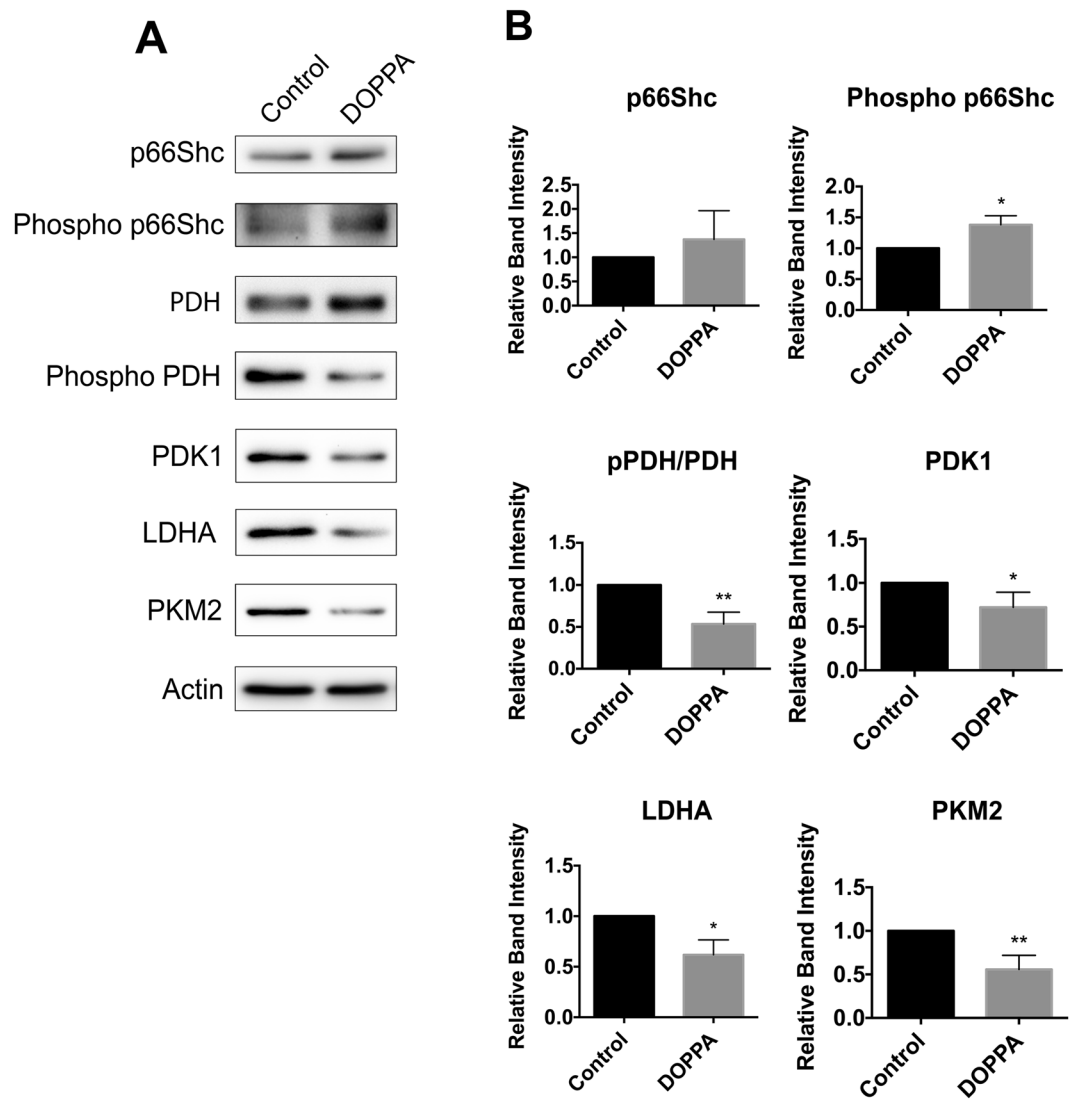 A
Control
DOPPA
p66Shc
Phospho p66Shc
PDH
Phospho PDH
PDK1
LDHA
PKM2
Actin
B
p66Shc
Relative Band Intensity
2.5
2.0
1.5
1.0
0.5
0.0
Control
DOPPA
Phospho p66Shc
Relative Band Intensity
2.0
1.5
1.0
0.5
0.0
*
Control
DOPPA
pPDH/PDH
Relative Band Intensity
1.5
1.0
0.5
0.0
**
Control
DOPPA
PDK1
Relative Band Intensity
1.5
1.0
0.5
0.0
*
Control
DOPPA
LDHA
Relative Band Intensity
1.5
1.0
0.5
0.0
*
Control
DOPPA
PKM2
Relative Band Intensity
1.5
1.0
0.5
0.0
**
Control
DOPPA